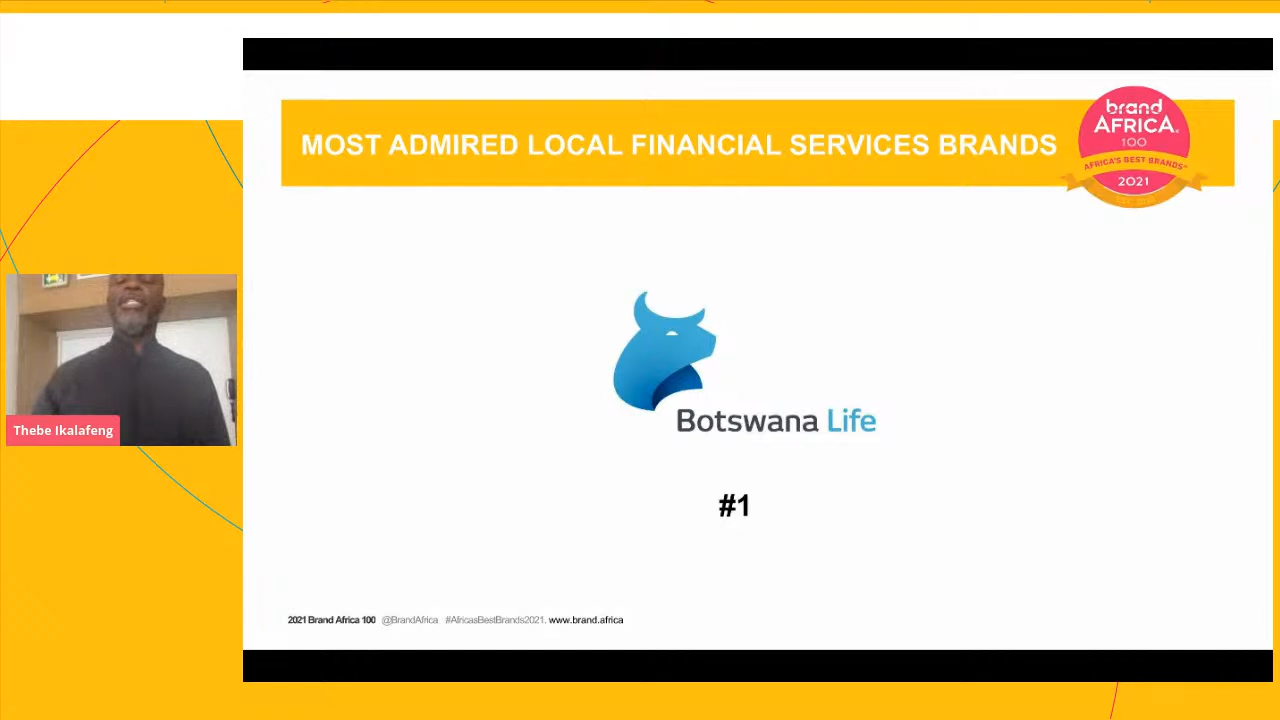 MOST ADMIRED LOCAL FINANCIAL SERVICES BRANDS
brand
AFRICA®
100
AFRICA'S BEST BRANDS™
2021
Thebe Ikalafeng
Botswana Life
#1
2021 Brand Africa 100 @BrandAfrica #AfricasBestBrands2021. www.brand.africa